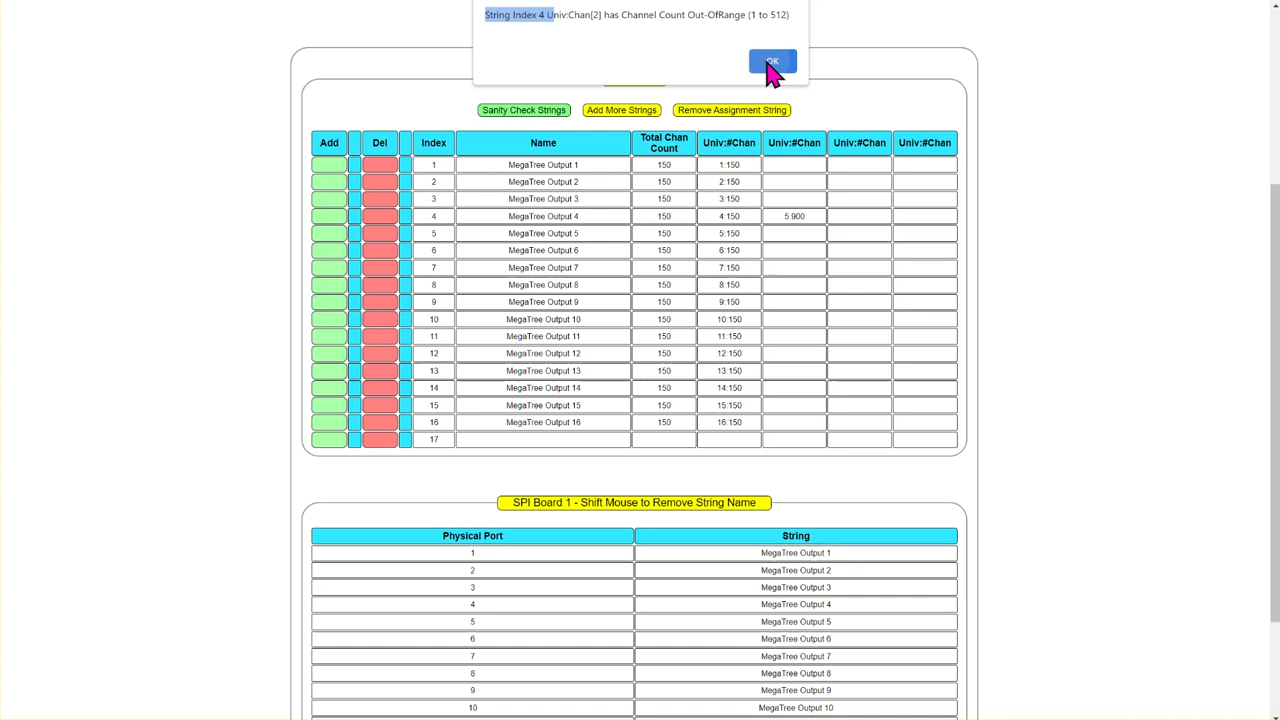 String Index 4 Univ:Chan[2] has Channel Count Out-OfRange (1 to 512)
OK
Sanity Check Strings Add More Strings Remove Assignment String
Add Del Index Name Total Chan Count Univ:#Chan Univ:#Chan Univ:#Chan Univ:#Chan
1 MegaTree Output 1 150 1:150
2 MegaTree Output 2 150 2:150
3 MegaTree Output 3 150 3:150
4 MegaTree Output 4 150 4:150 5 900
5 MegaTree Output 5 150 5:150
6 MegaTree Output 6 150 6:150
7 MegaTree Output 7 150 7:150
8 MegaTree Output 8 150 8:150
9 MegaTree Output 9 150 9:150
10 MegaTree Output 10 150 10:150
11 MegaTree Output 11 150 11:150
12 MegaTree Output 12 150 12:150
13 MegaTree Output 13 150 13:150
14 MegaTree Output 14 150 14:150
15 MegaTree Output 15 150 15:150
16 MegaTree Output 16 150 16:150
17
SPI Board 1 - Shift Mouse to Remove String Name
Physical Port String
1 MegaTree Output 1
2 MegaTree Output 2
3 MegaTree Output 3
4 MegaTree Output 4
5 MegaTree Output 5
6 MegaTree Output 6
7 MegaTree Output 7
8 MegaTree Output 8
9 MegaTree Output 9
10 MegaTree Output 10